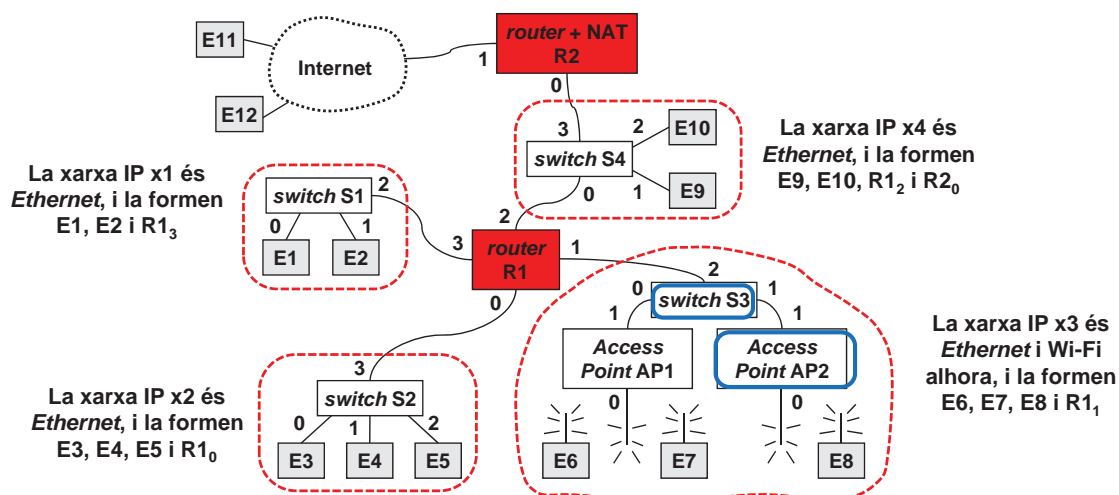 router + NAT
R2
E11
1
Internet
0
E12
3
2
E10
switch S4
0
1
E9
La xarxa IP x4 és
Ethernet, i la formen
E9, E10, R1₂ i R2₀
La xarxa IP x1 és
Ethernet, i la formen
E1, E2 i R1₃
switch S1
2
0
1
E1
E2
2
3
router
R1
1
0
2
0
switch S3
1
1
1
Access
Point AP1
Access
Point AP2
0
0
E6
E7
E8
La xarxa IP x3 és
Ethernet i Wi-Fi
alhora, i la formen
E6, E7, E8 i R1₁
La xarxa IP x2 és
Ethernet, i la formen
E3, E4, E5 i R1₀
3
switch S2
0
1
2
E3
E4
E5